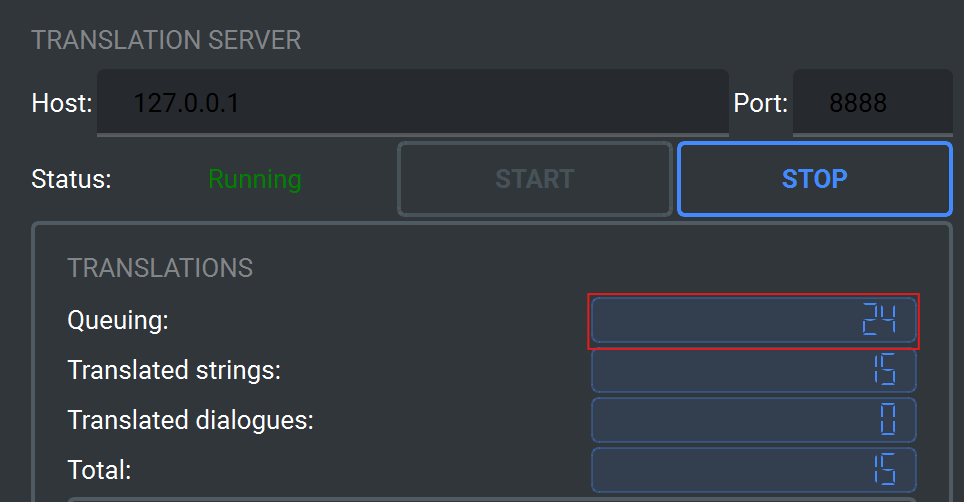 TRANSLATION SERVER
Host: 127.0.0.1 Port: 8888
Status: Running START STOP
TRANSLATIONS
Queuing: 24
Translated strings: 15
Translated dialogues: 0
Total: 15